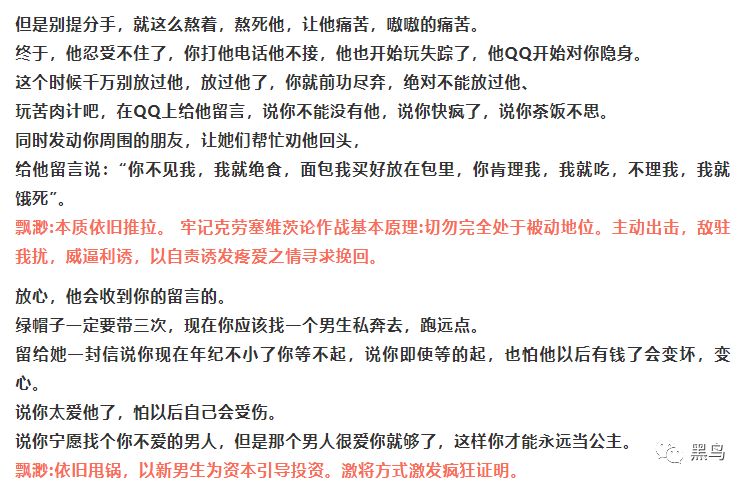 但是别提分手，就这么熬着，熬死他，让他痛苦，嗷嗷的痛苦。
终于，他忍受不住了，你打他电话他不接，他也开始玩失踪了，他QQ开始对你隐身。
这个时候千万别放过他，放过他了，你就前功尽弃，绝对不能放过他、
玩苦肉计吧，在QQ上给他留言，说你不能没有他，说你快疯了，说你茶饭不思。
同时发动你周围的朋友，让她们帮忙劝他回头，
给他留言说：“你不见我，我就绝食，面包我买好放在包里，你肯理我，我就吃，不理我，我就
饿死”。
飘渺:本质依旧推拉。 牢记克劳塞维茨论作战基本原理:切勿完全处于被动地位。主动出击，敌驻
我扰，威逼利诱，以自责诱发疼爱之情寻求挽回。
放心，他会收到你的留言的。
绿帽子一定要带三次，现在你应该找一个男生私奔去，跑远点。
留给她一封信说你现在年纪不小了你等不起，说你即使等的起，也怕他以后有钱了会变坏，变
心。
说你太爱他了，怕以后自己会受伤。
说你宁愿找个你不爱的男人，但是那个男人很爱你就够了，这样你才能永远当公主。
飘渺:依旧甩锅，以新男生为资本引导投资。激将方式激发疯狂证明。
黑鸟